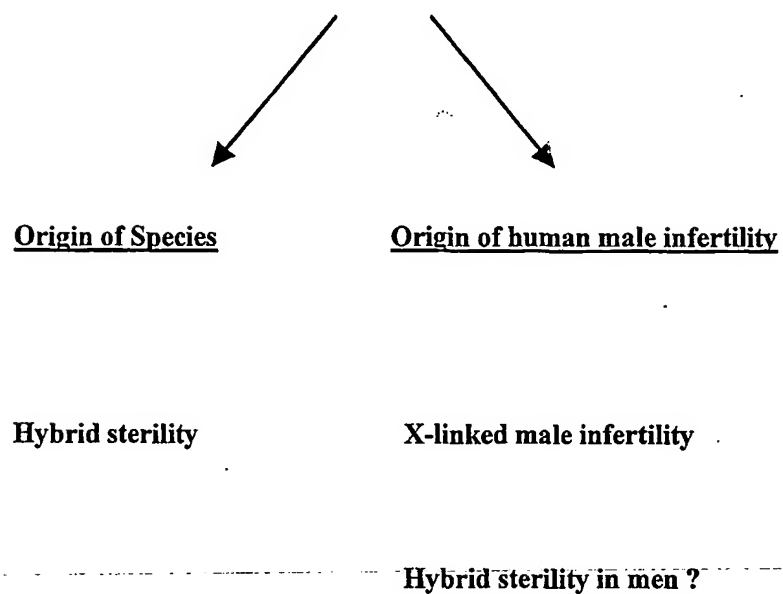 Origin of Species Origin of human male infertility
Hybrid sterility X-linked male infertility
Hybrid sterility in men ?